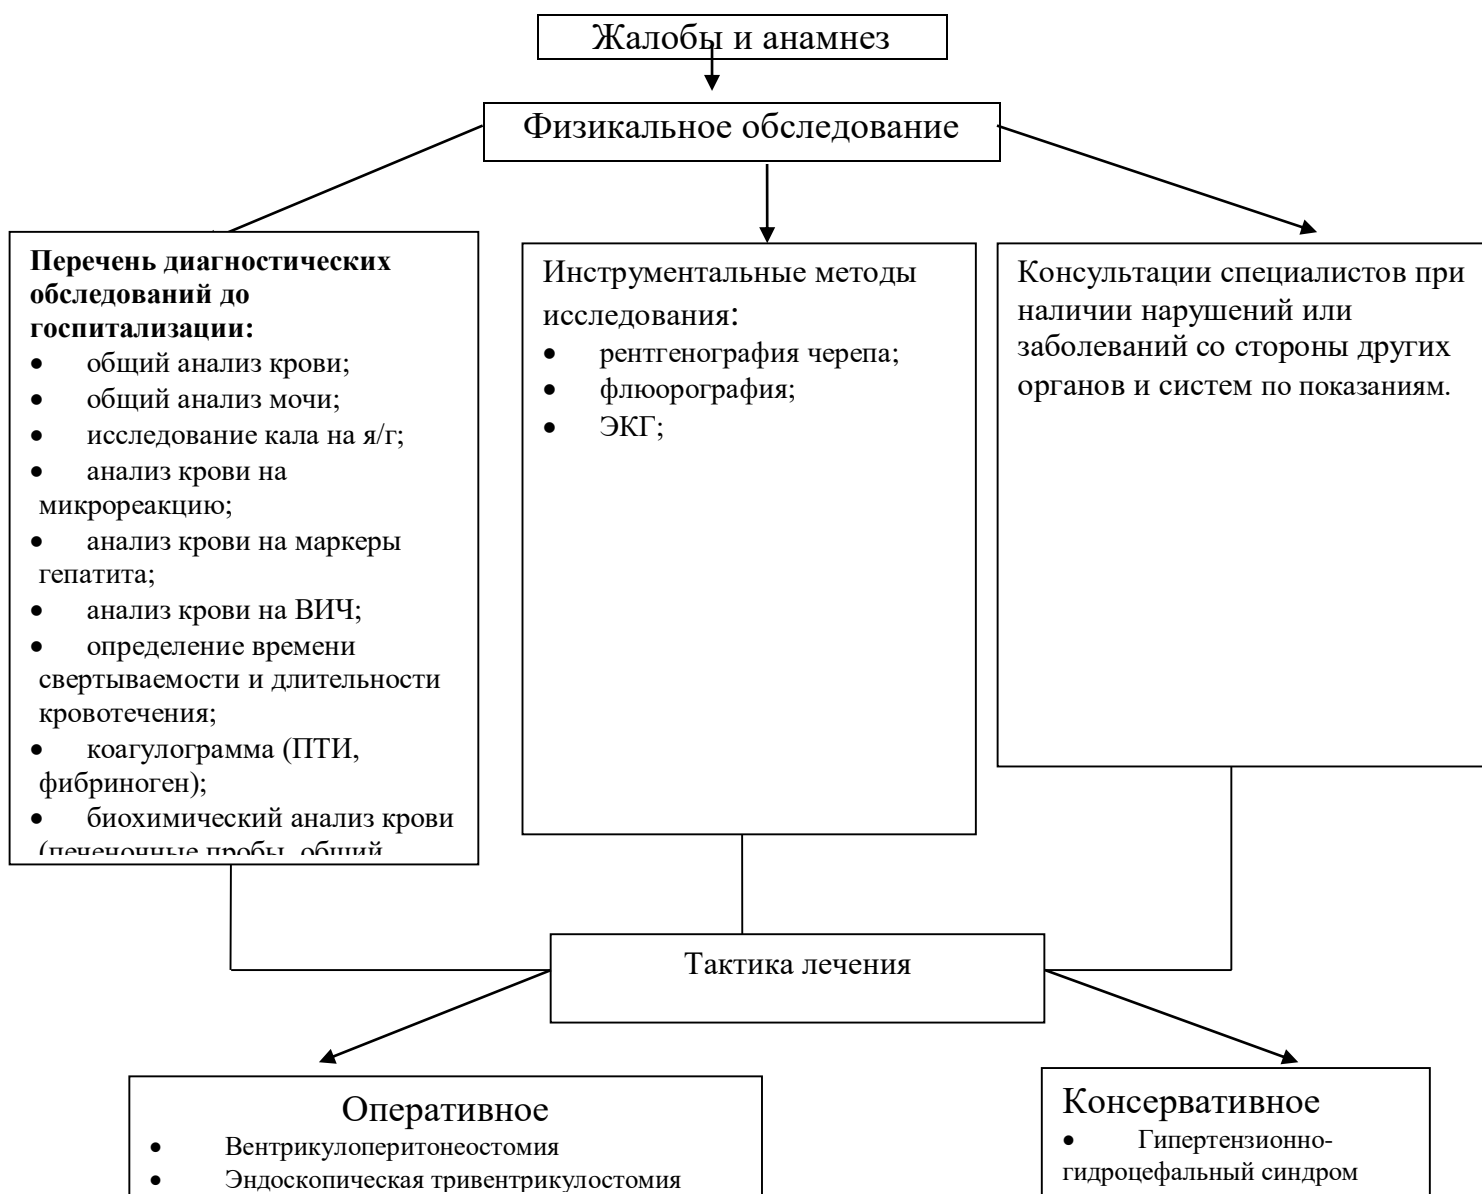 Жалобы и анамнез
Физикальное обследование
Перечень диагностических
обследований до
госпитализации:
• общий анализ крови;
• общий анализ мочи;
• исследование кала на я/г;
• анализ крови на
микрореакцию;
• анализ крови на маркеры
гепатита;
• анализ крови на ВИЧ;
• определение времени
свертываемости и длительности
кровотечения;
• коагулограмма (ПТИ,
фибриноген);
• биохимический анализ крови
(печеночные пробы, общий
Инструментальные методы
исследования:
• рентгенография черепа;
• флюорография;
• ЭКГ;
Консультации специалистов при
наличии нарушений или
заболеваний со стороны других
органов и систем по показаниям.
Тактика лечения
Оперативное
• Вентрикулоперитонеостомия
• Эндоскопическая тривентрикулостомия
Консервативное
• Гипертензионно-
гидроцефальный синдром